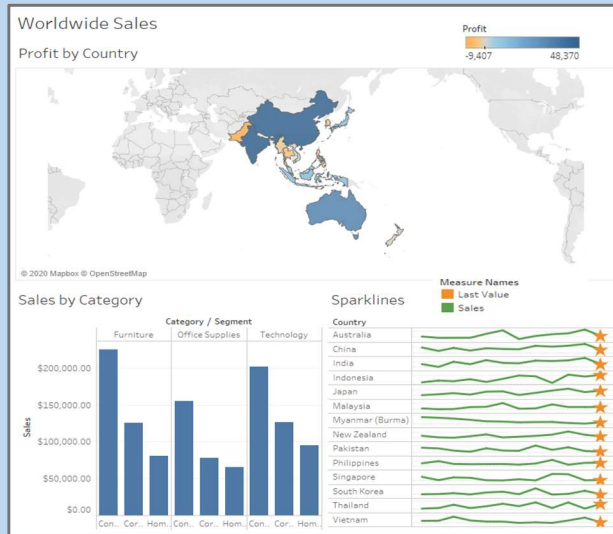 Worldwide Sales
Profit by Country
Profit
-9,407 48,370
© 2020 Mapbox © OpenStreetMap
Sales by Category
Category / Segment
Furniture Office Supplies Technology
Sales
$200,000.00
$150,000.00
$100,000.00
$50,000.00
$0.00
Con.. Cor.. Hom.. Con.. Cor.. Hom.. Con.. Cor.. Hom..
Measure Names
Last Value
Sales
Sparklines
Country
Australia
China
India
Indonesia
Japan
Malaysia
Myanmar (Burma)
New Zealand
Pakistan
Philippines
Singapore
South Korea
Thailand
Vietnam